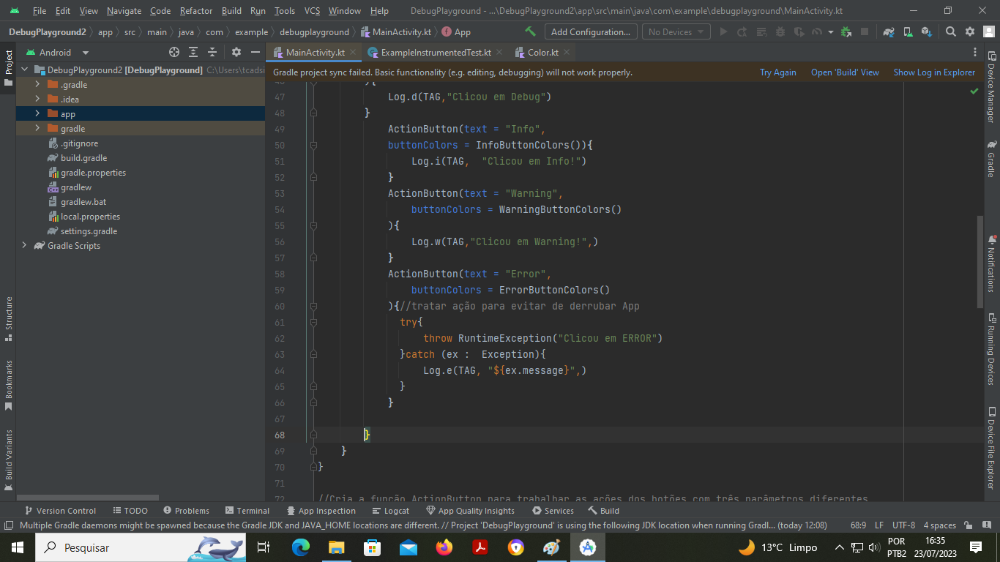 File Edit View Navigate Code Refactor Build Run Tools VCS Window Help DebugPlayground - ...\DebugPlayground2\app\src\main\java\com\example\debugplayground\MainActivity.kt
DebugPlayground2 app src main java com example debugplayground MainActivity.kt App Add Configuration... No Devices
Project
Android
MainActivity.kt ExampleInstrumentedTest.kt Color.kt
DebugPlayground2 [DebugPlayground] C:\Users\tcadsi
.gradle
.idea
app
gradle
.gitignore
build.gradle
gradle.properties
gradlew
gradlew.bat
local.properties
settings.gradle
Gradle Scripts
Gradle project sync failed. Basic functionality (e.g. editing, debugging) will not work properly. Try Again Open 'Build' View Show Log in Explorer
46 ){
47 Log.d(TAG,"Clicou em Debug")
48 }
49 ActionButton(text = "Info",
50 buttonColors = InfoButtonColors()){
51 Log.i(TAG,  "Clicou em Info!")
52 }
53 ActionButton(text = "Warning",
54 buttonColors = WarningButtonColors()
55 ){
56 Log.w(TAG,"Clicou em Warning!",)
57 }
58 ActionButton(text = "Error",
59 buttonColors = ErrorButtonColors()
60 ){//tratar ação para evitar de derrubar App
61 try{
62 throw RuntimeException("Clicou em ERROR")
63 }catch (ex :  Exception){
64 Log.e(TAG, "${ex.message}",)
65 }
66 }
67
68 }
69 }
70 }
71
72 //Cria a função ActionButton para trabalhar as ações dos botões com três parâmetros diferentes
Structure
Bookmarks
Build Variants
Device Manager
Gradle
Notifications
Running Devices
Device File Explorer
Version Control TODO Problems Terminal App Inspection Logcat App Quality Insights Services Build
Multiple Gradle daemons might be spawned because the Gradle JDK and JAVA_HOME locations are different. // Project 'DebugPlayground' is using the following JDK location when running Gradl... (today 12:08) 68:9 LF UTF-8 4 spaces
Pesquisar
13°C Limpo
POR
PTB2
16:35
23/07/2023